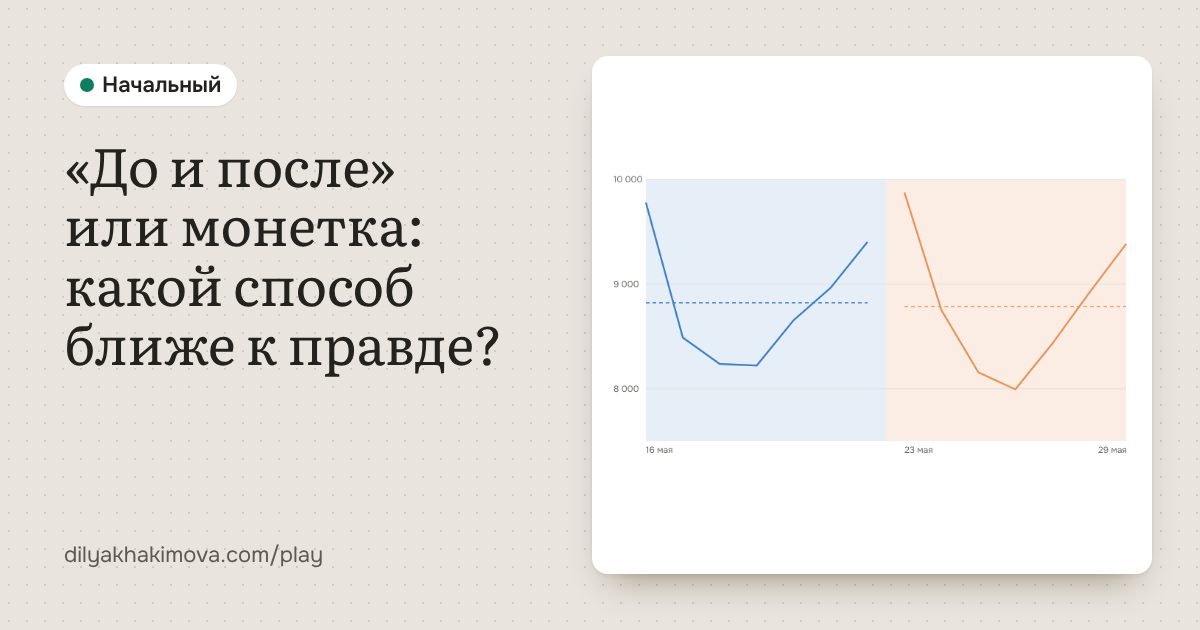 Начальный
«До и после»
или монетка:
какой способ
ближе к правде?
dilyakhakimova.com/play
10 000
9 000
8 000
16 мая
23 мая
29 мая